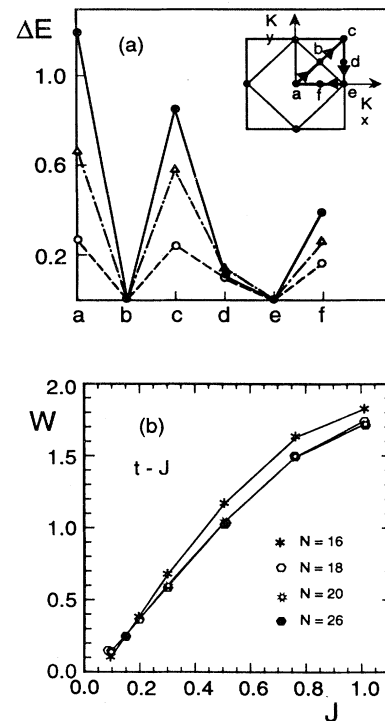 ΔE
(a)
K
y
c
b
d
a
f
e
K
x
1.0
0.6
0.2
a b c d e f
2.0
W
(b)
1.5
t - J
1.0
N = 16
N = 18
0.5
N = 20
N = 26
0.0
0.0 0.2 0.4 0.6 0.8 1.0
J